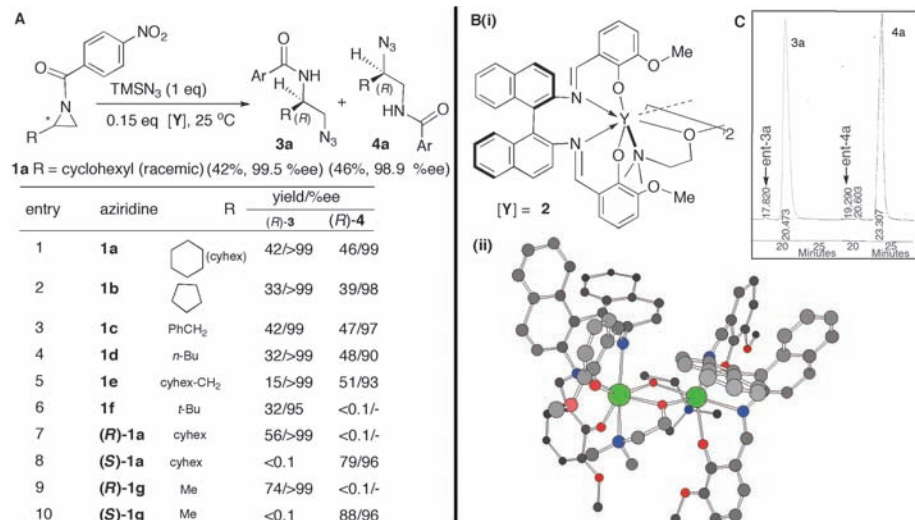 A
NO₂
O
N
*
R
TMSN₃ (1 eq)
0.15 eq [Y], 25 °C
O
Ar
NH
H
R
(R)
N₃
3a
+
N₃
H
R
(R)
HN
O
Ar
4a
1a R = cyclohexyl (racemic) (42%, 99.5 %ee) (46%, 98.9 %ee)
entry aziridine R yield/%ee
(R)-3 (R)-4
1 1a (cyhex) 42/>99 46/99
2 1b 33/>99 39/98
3 1c PhCH₂ 42/99 47/97
4 1d n-Bu 32/>99 48/90
5 1e cyhex-CH₂ 15/>99 51/93
6 1f t-Bu 32/95 <0.1/-
7 (R)-1a cyhex 56/>99 <0.1/-
8 (S)-1a cyhex <0.1 79/96
9 (R)-1g Me 74/>99 <0.1/-
10 (S)-1g Me <0.1 88/96
B(i)
OMe
N
O
Y
O
2
N
O
N
OMe
[Y] = 2
(ii)
C
3a
4a
ent-3a
ent-4a
17.820
20.473
19.290
20.603
23.307
20 25 20 25
Minutes Minutes